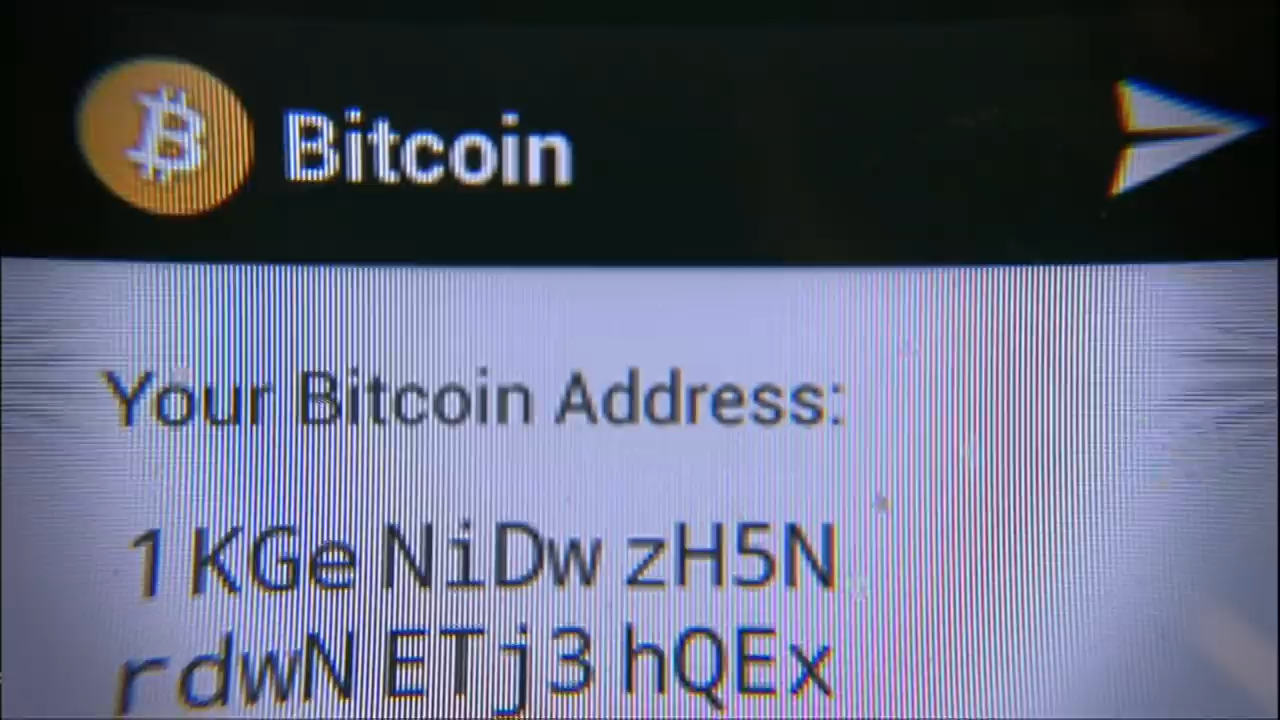 Bitcoin
Your Bitcoin Address:
1KGe NiDw zH5N
rdwN ETj3 hQEx